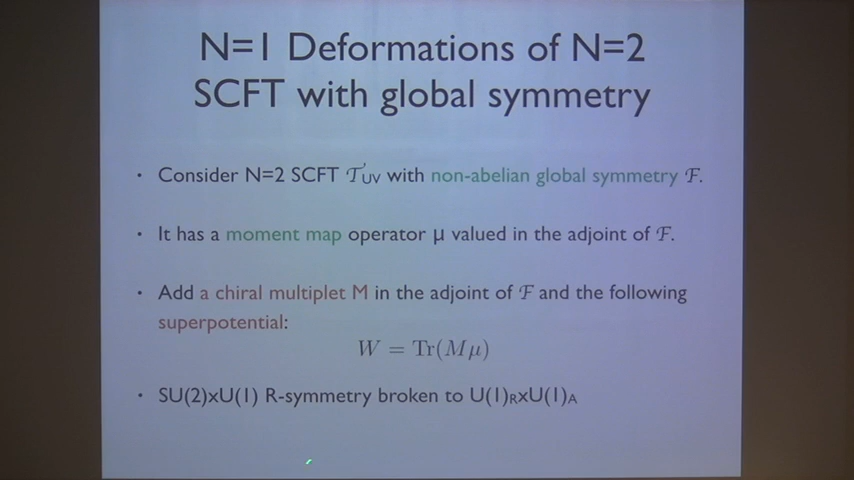 N=1 Deformations of N=2
SCFT with global symmetry
• Consider N=2 SCFT 𝒯UV with non-abelian global symmetry ℱ.
• It has a moment map operator μ valued in the adjoint of ℱ.
• Add a chiral multiplet M in the adjoint of ℱ and the following
superpotential:
W = Tr(Mμ)
• SU(2)xU(1) R-symmetry broken to U(1)RxU(1)A